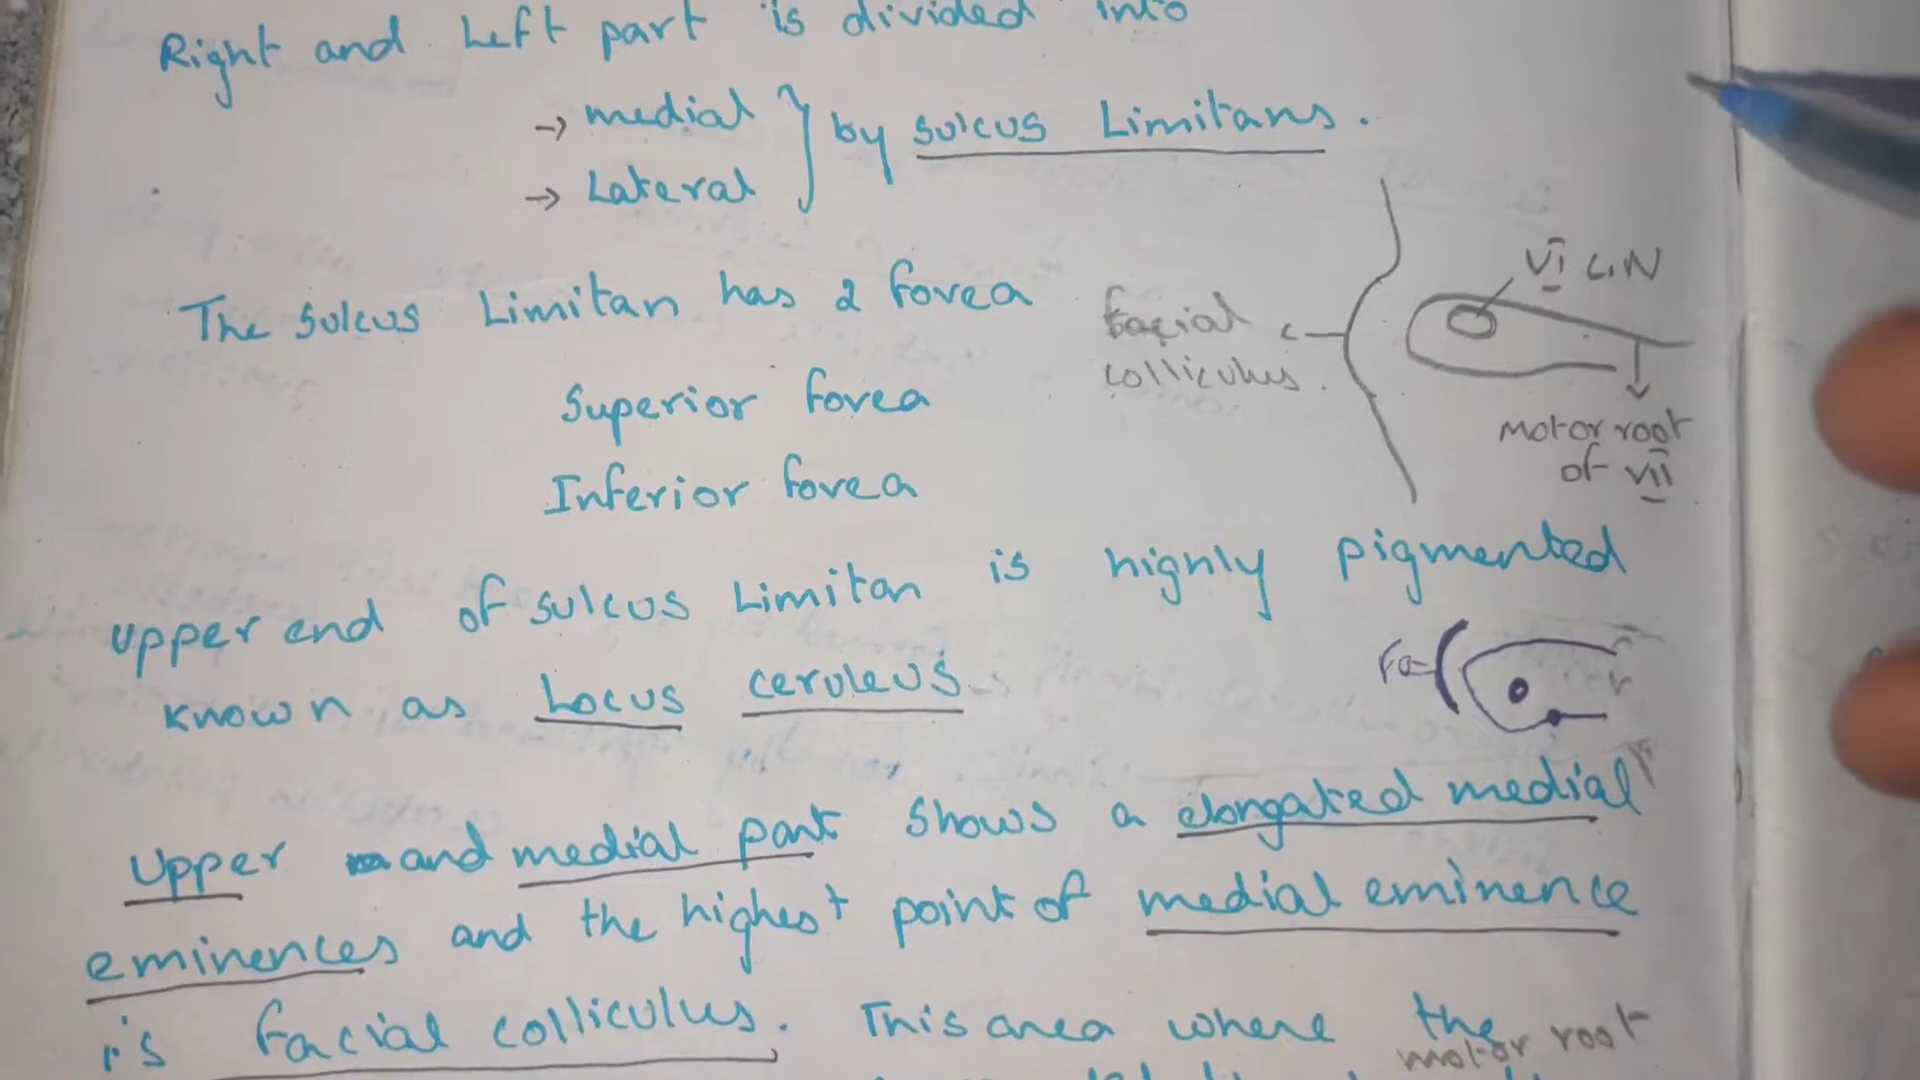 Right and Left part is divided into
→ medial } by sulcus Limitans.
→ Lateral
The sulcus Limitan has 2 fovea
Superior fovea
Inferior fovea
Facial
colliculus.
VI C.N
Motor root
of VII
upper end of sulcus Limitan is highly pigmented
known as Locus ceruleus
Fc
Upper and medial part shows a elongated medial
eminences and the highest point of medial eminence
is facial colliculus. This area where the
motor root